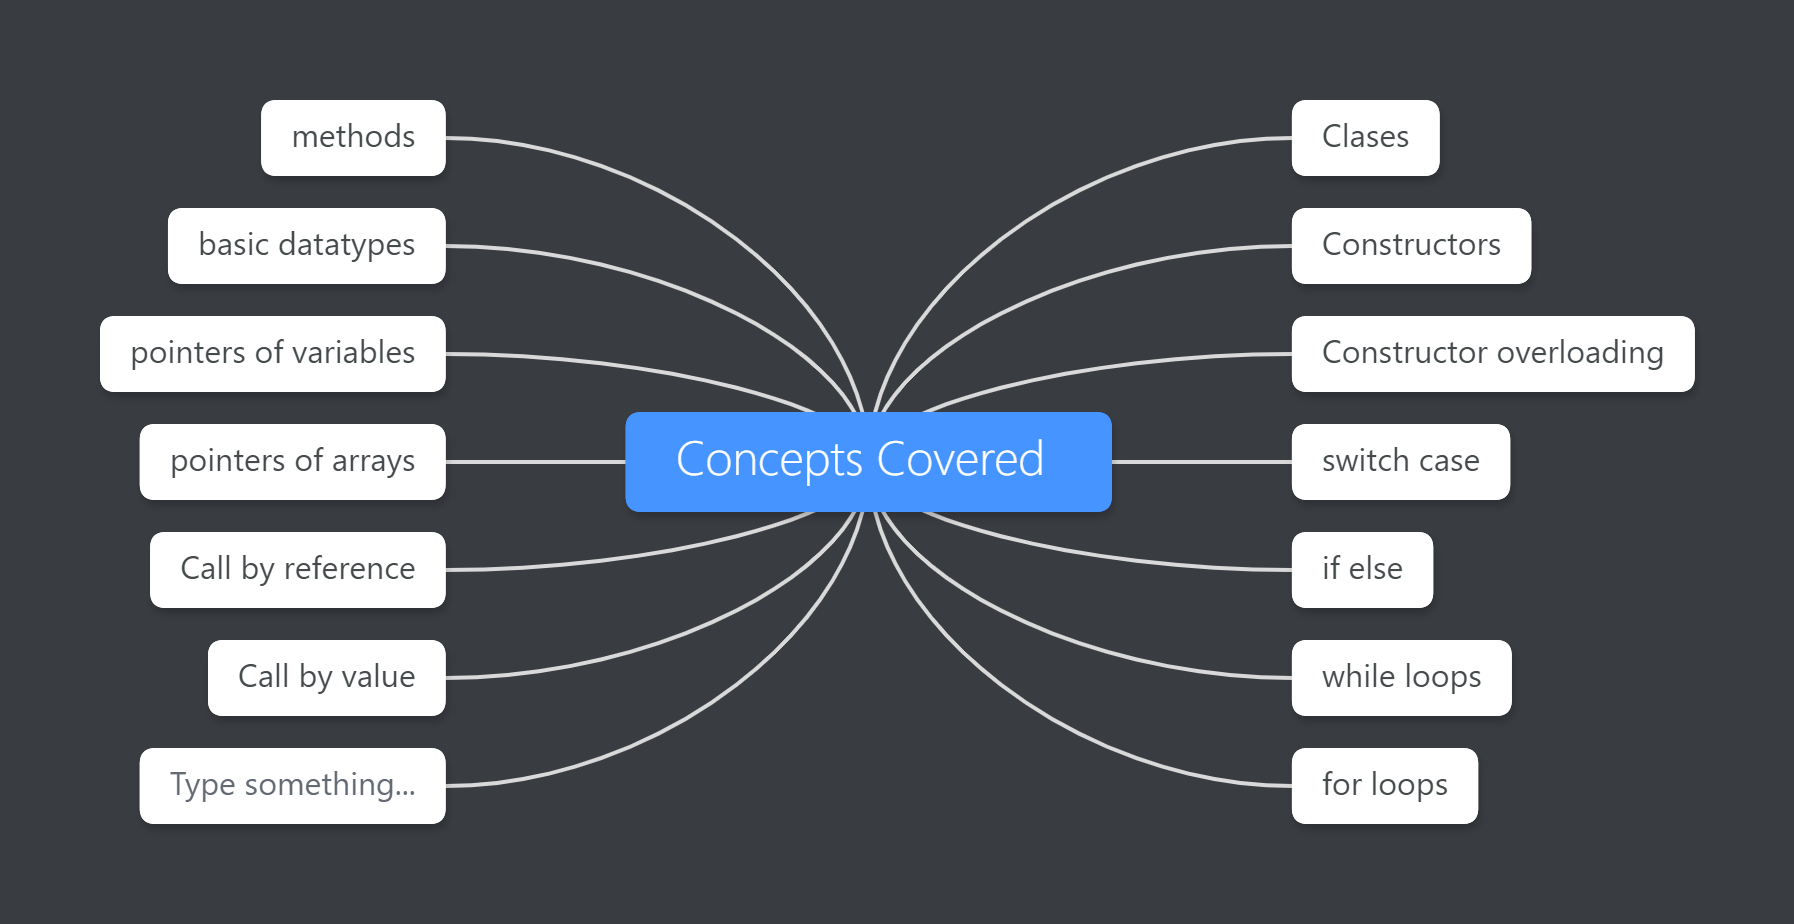 methods
basic datatypes
pointers of variables
pointers of arrays
Call by reference
Call by value
Type something...
Concepts Covered
Clases
Constructors
Constructor overloading
switch case
if else
while loops
for loops